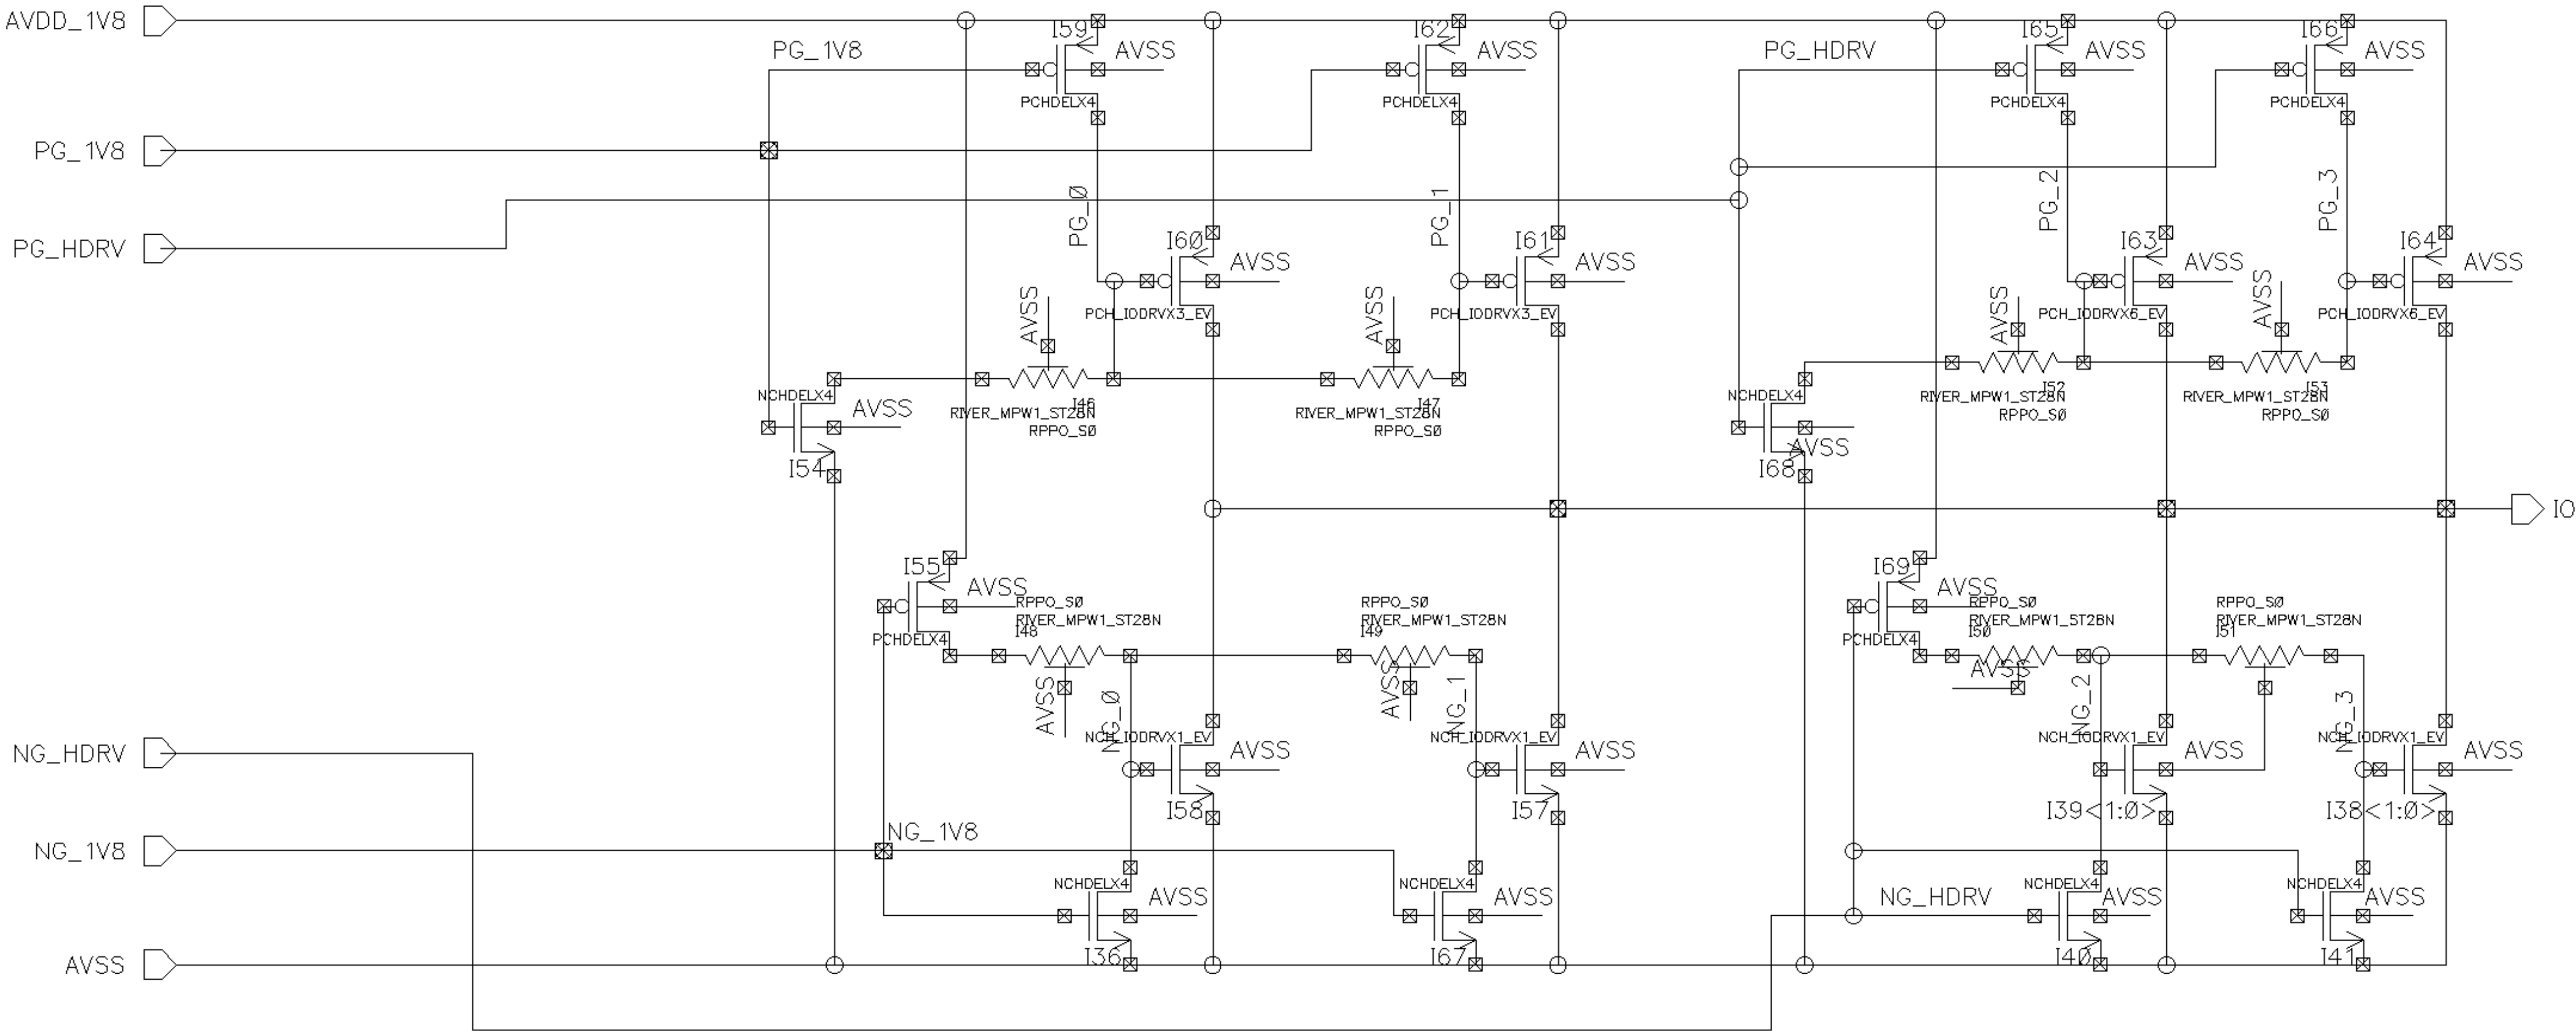 AVDD_1V8
I59
I62
I65
I66
PG_1V8
AVSS
AVSS
PG_HDRV
AVSS
AVSS
PCHDELX4
PCHDELX4
PCHDELX4
PCHDELX4
PG_1V8
PG_0
PG_1
PG_2
PG_3
PG_HDRV
I60
I61
I63
I64
AVSS
AVSS
AVSS
AVSS
AVSS
AVSS
AVSS
AVSS
PCH_IODRVX3_EV
PCH_IODRVX3_EV
PCH_IODRVX6_EV
PCH_IODRVX6_EV
NCHDELX4
I46
I47
NCHDELX4
I52
I53
AVSS
RIVER_MPW1_ST28N
RIVER_MPW1_ST28N
RIVER_MPW1_ST28N
RIVER_MPW1_ST28N
RPPO_S0
RPPO_S0
RPPO_S0
RPPO_S0
I54
I68
AVSS
IO
I55
I69
AVSS
AVSS
RPPO_S0
RPPO_S0
RPPO_S0
RPPO_S0
RIVER_MPW1_ST28N
RIVER_MPW1_ST28N
RIVER_MPW1_ST28N
RIVER_MPW1_ST28N
PCHDELX4
I48
I49
PCHDELX4
I50
I51
AVSS
AVSS
AVSS
NG_0
NG_1
NG_2
NG_3
NG_HDRV
NCH_IODRVX1_EV
NCH_IODRVX1_EV
NCH_IODRVX1_EV
NCH_IODRVX1_EV
AVSS
AVSS
AVSS
AVSS
I58
I57
I39<1:0>
I38<1:0>
NG_1V8
NG_1V8
NCHDELX4
NCHDELX4
NCHDELX4
NCHDELX4
AVSS
AVSS
NG_HDRV
AVSS
AVSS
AVSS
I36
I67
I40
I41